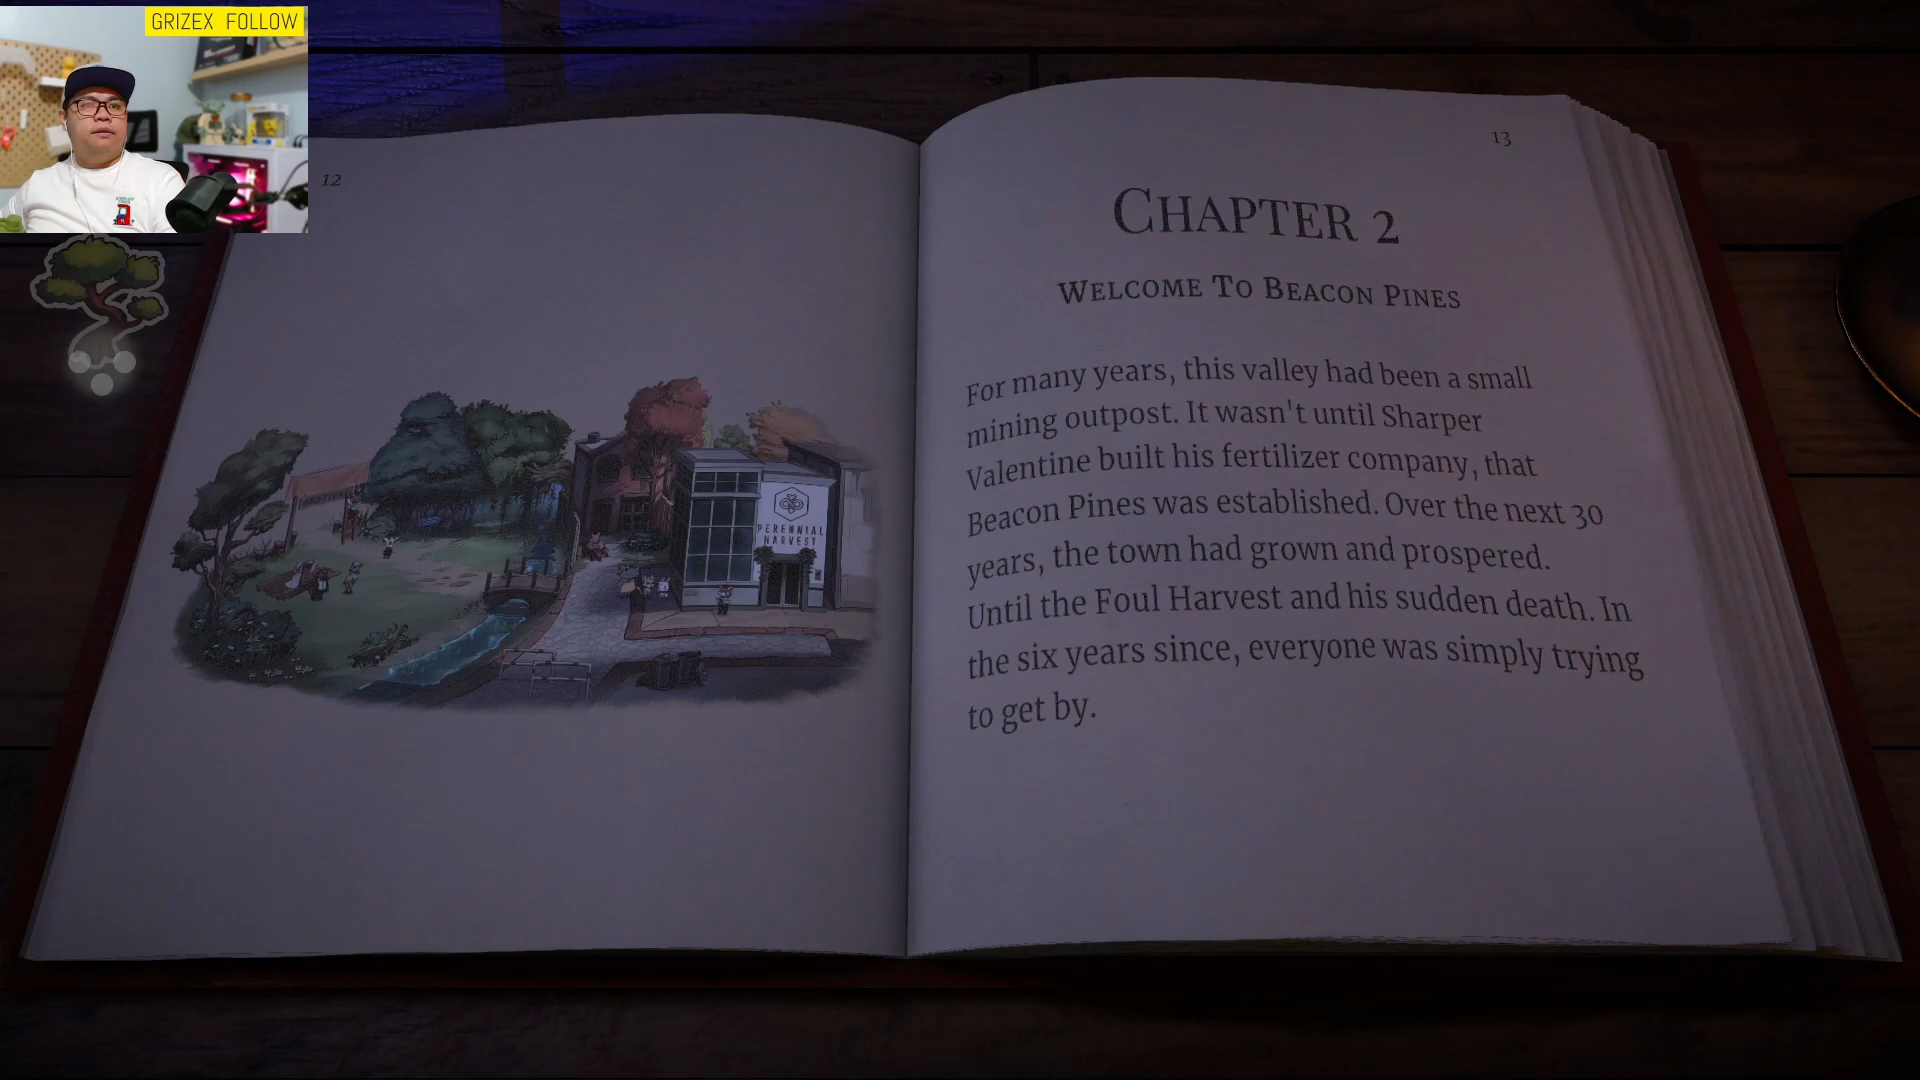 GRIZEX FOLLOW
12
PERENNIAL
HARVEST
13
CHAPTER 2
WELCOME TO BEACON PINES
For many years, this valley had been a small
mining outpost. It wasn't until Sharper
Valentine built his fertilizer company, that
Beacon Pines was established. Over the next 30
years, the town had grown and prospered.
Until the Foul Harvest and his sudden death. In
the six years since, everyone was simply trying
to get by.